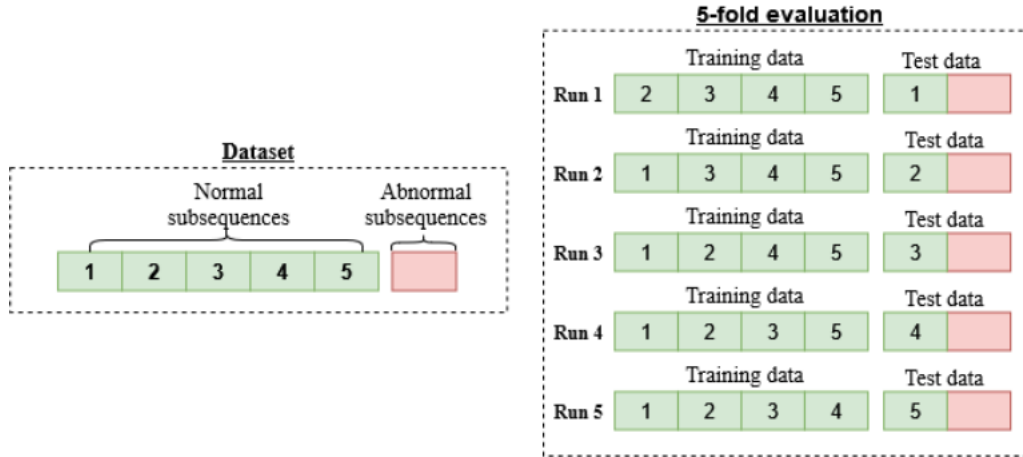 Dataset
Normal subsequences
Abnormal subsequences
1 2 3 4 5
5-fold evaluation
Training data Test data
Run 1 2 3 4 5 1
Training data Test data
Run 2 1 3 4 5 2
Training data Test data
Run 3 1 2 4 5 3
Training data Test data
Run 4 1 2 3 5 4
Training data Test data
Run 5 1 2 3 4 5